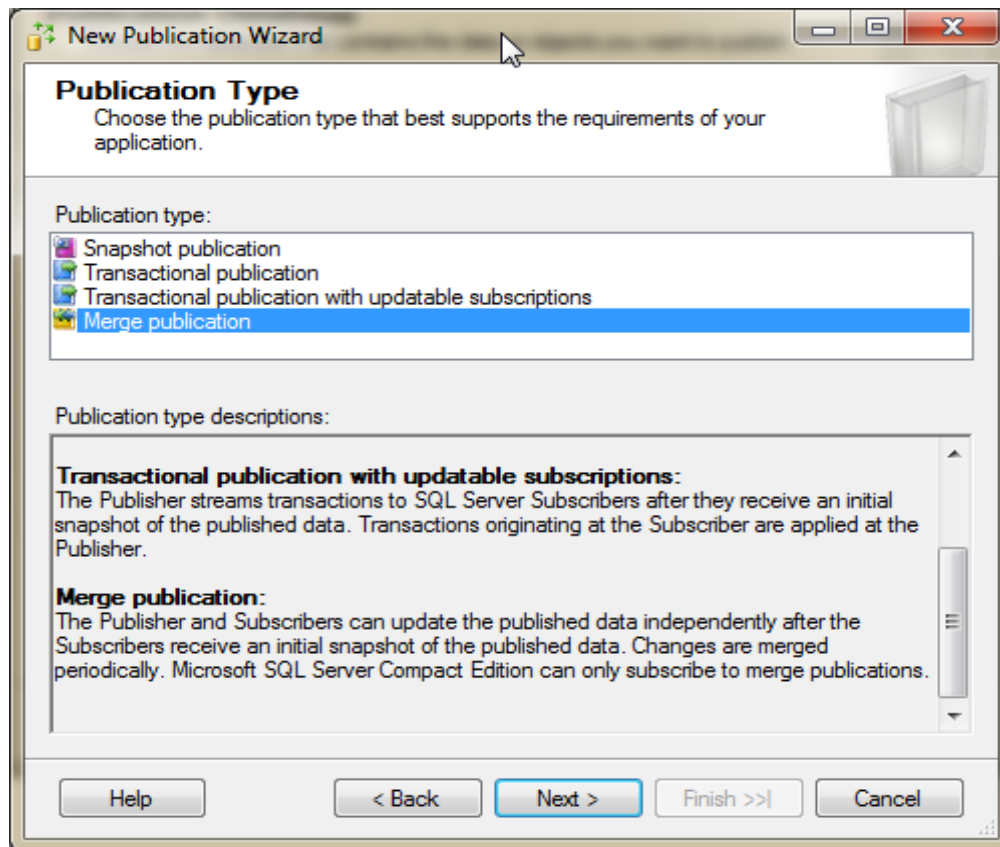 New Publication Wizard
Publication Type
Choose the publication type that best supports the requirements of your
application.
Publication type:
Snapshot publication
Transactional publication
Transactional publication with updatable subscriptions
Merge publication
Publication type descriptions:
Transactional publication with updatable subscriptions:
The Publisher streams transactions to SQL Server Subscribers after they receive an initial
snapshot of the published data. Transactions originating at the Subscriber are applied at the
Publisher.
Merge publication:
The Publisher and Subscribers can update the published data independently after the
Subscribers receive an initial snapshot of the published data. Changes are merged
periodically. Microsoft SQL Server Compact Edition can only subscribe to merge publications.
Help
< Back
Next >
Finish >>|
Cancel